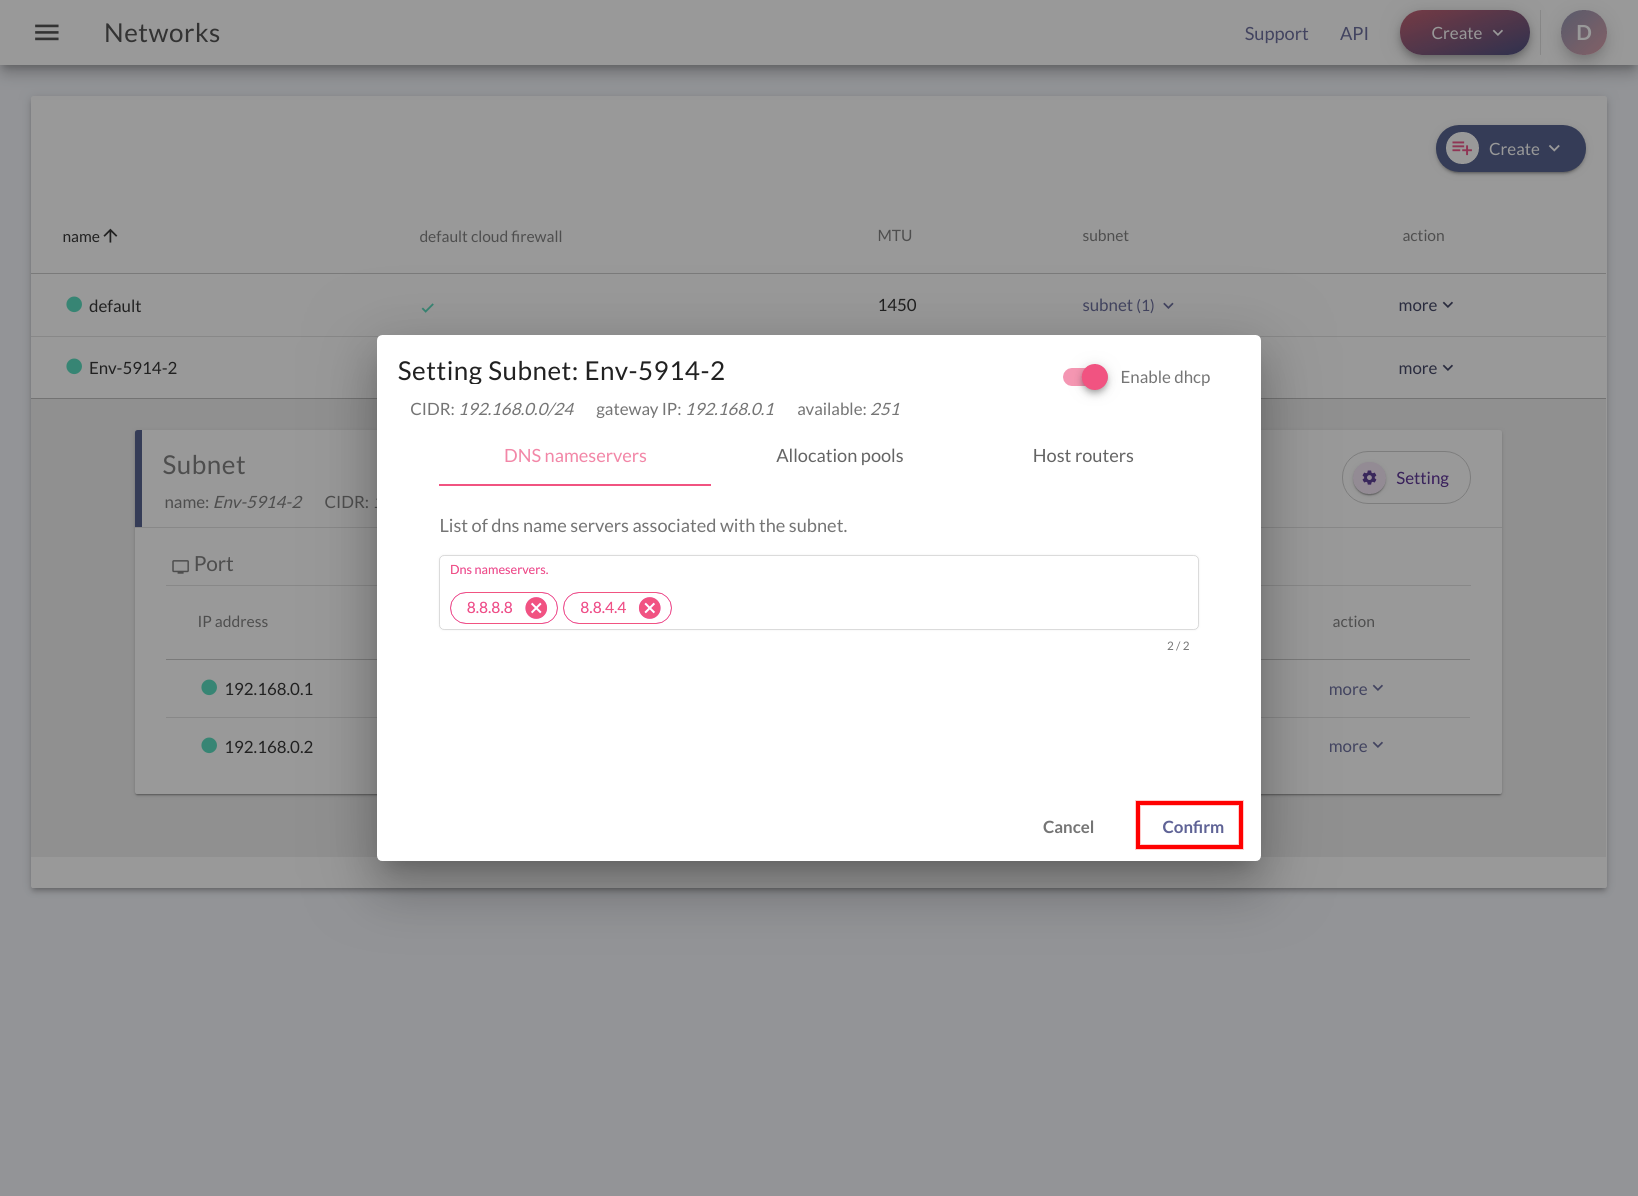 Networks
Support API Create D
Create
name default cloud firewall MTU subnet action
default 1450 subnet (1) more
Env-5914-2 more
Setting Subnet: Env-5914-2 Enable dhcp
CIDR: 192.168.0.0/24 gateway IP: 192.168.0.1 available: 251
DNS nameservers Allocation pools Host routers
List of dns name servers associated with the subnet.
Dns nameservers.
8.8.8.8 8.8.4.4
2 / 2
Cancel Confirm
Subnet
name: Env-5914-2 CIDR:
Setting
Port
IP address action
192.168.0.1 more
192.168.0.2 more